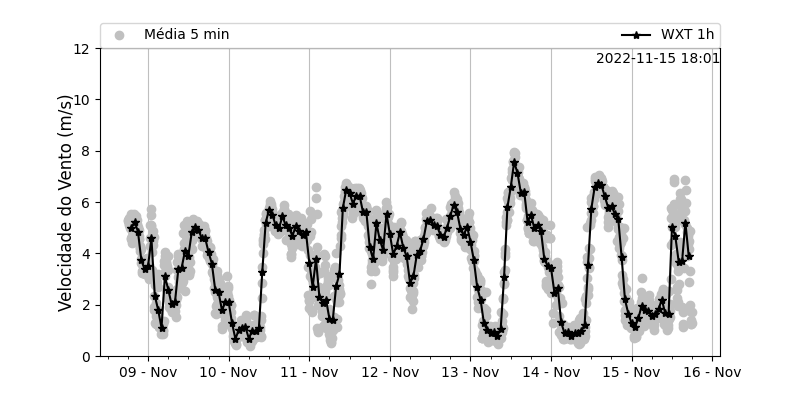 Média 5 min
WXT 1h
2022-11-15 18:01
Velocidade do Vento (m/s)
12
10
8
6
4
2
0
09 - Nov
10 - Nov
11 - Nov
12 - Nov
13 - Nov
14 - Nov
15 - Nov
16 - Nov